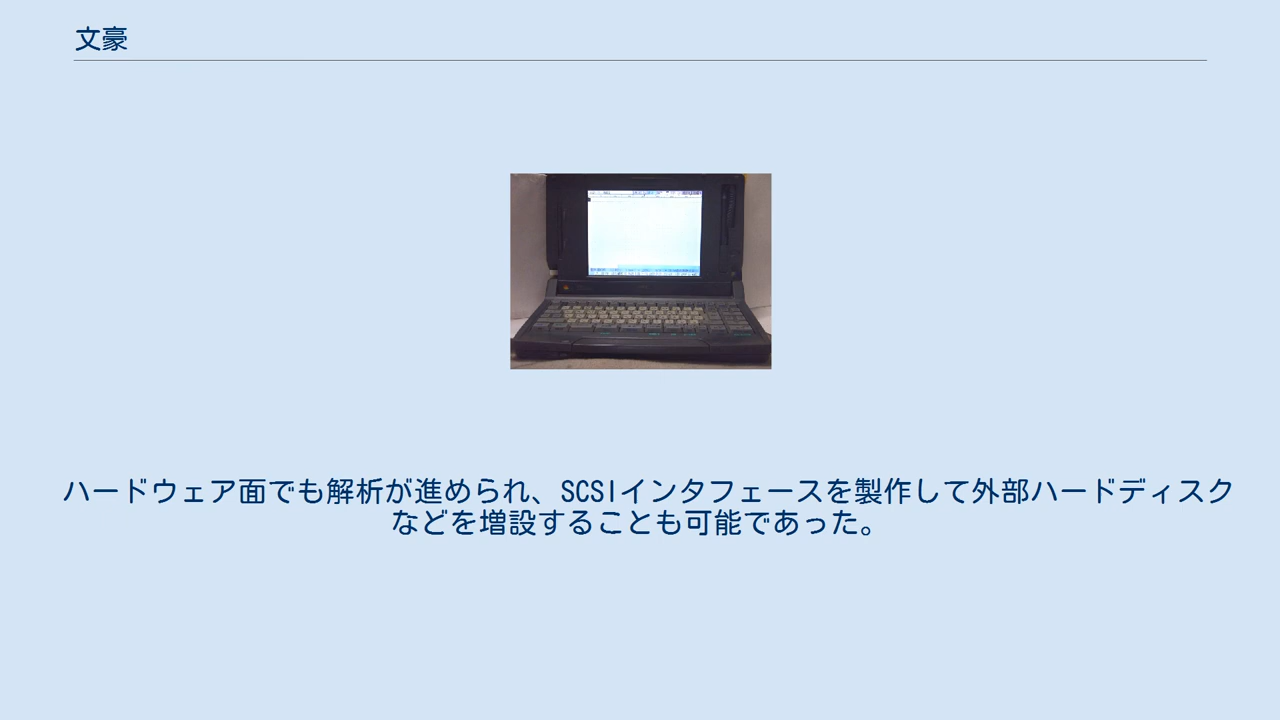 文豪
ハードウェア面でも解析が進められ、SCSIインタフェースを製作して外部ハードディスク
などを増設することも可能であった。